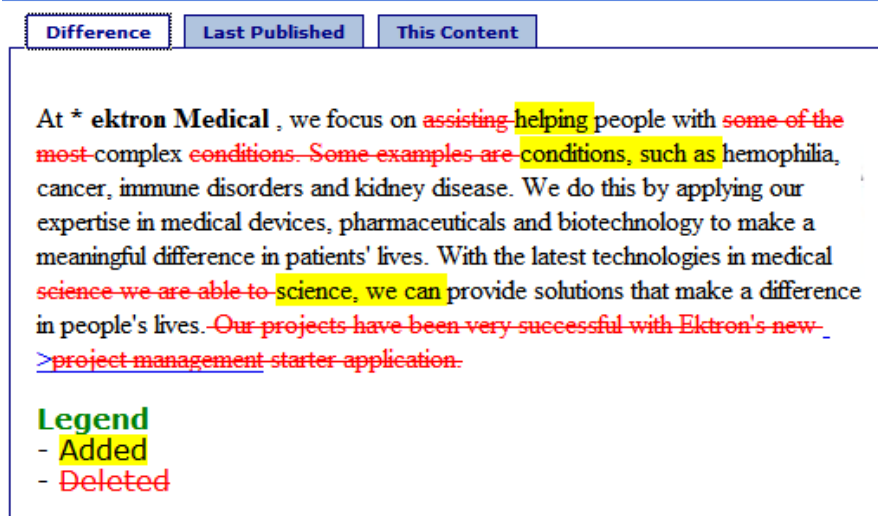 Difference Last Published This Content
At * ektron Medical , we focus on assisting helping people with some of the
most complex conditions. Some examples are conditions, such as hemophilia,
cancer, immune disorders and kidney disease. We do this by applying our
expertise in medical devices, pharmaceuticals and biotechnology to make a
meaningful difference in patients' lives. With the latest technologies in medical
science we are able to science, we can provide solutions that make a difference
in people's lives. Our projects have been very successful with Ektron's new
>project management starter application.
Legend
- Added
- Deleted